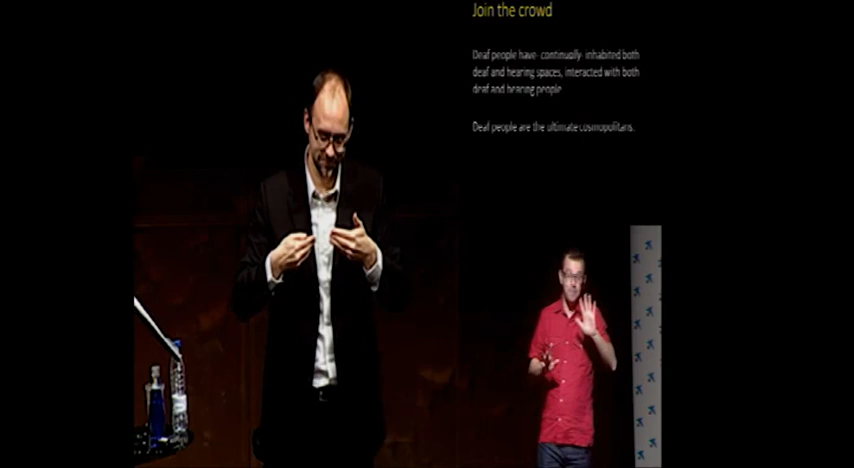 Join the crowd
Deaf people have continually inhabited both
deaf and hearing spaces, interacted with both
deaf and hearing people
Deaf people are the ultimate cosmopolitans.